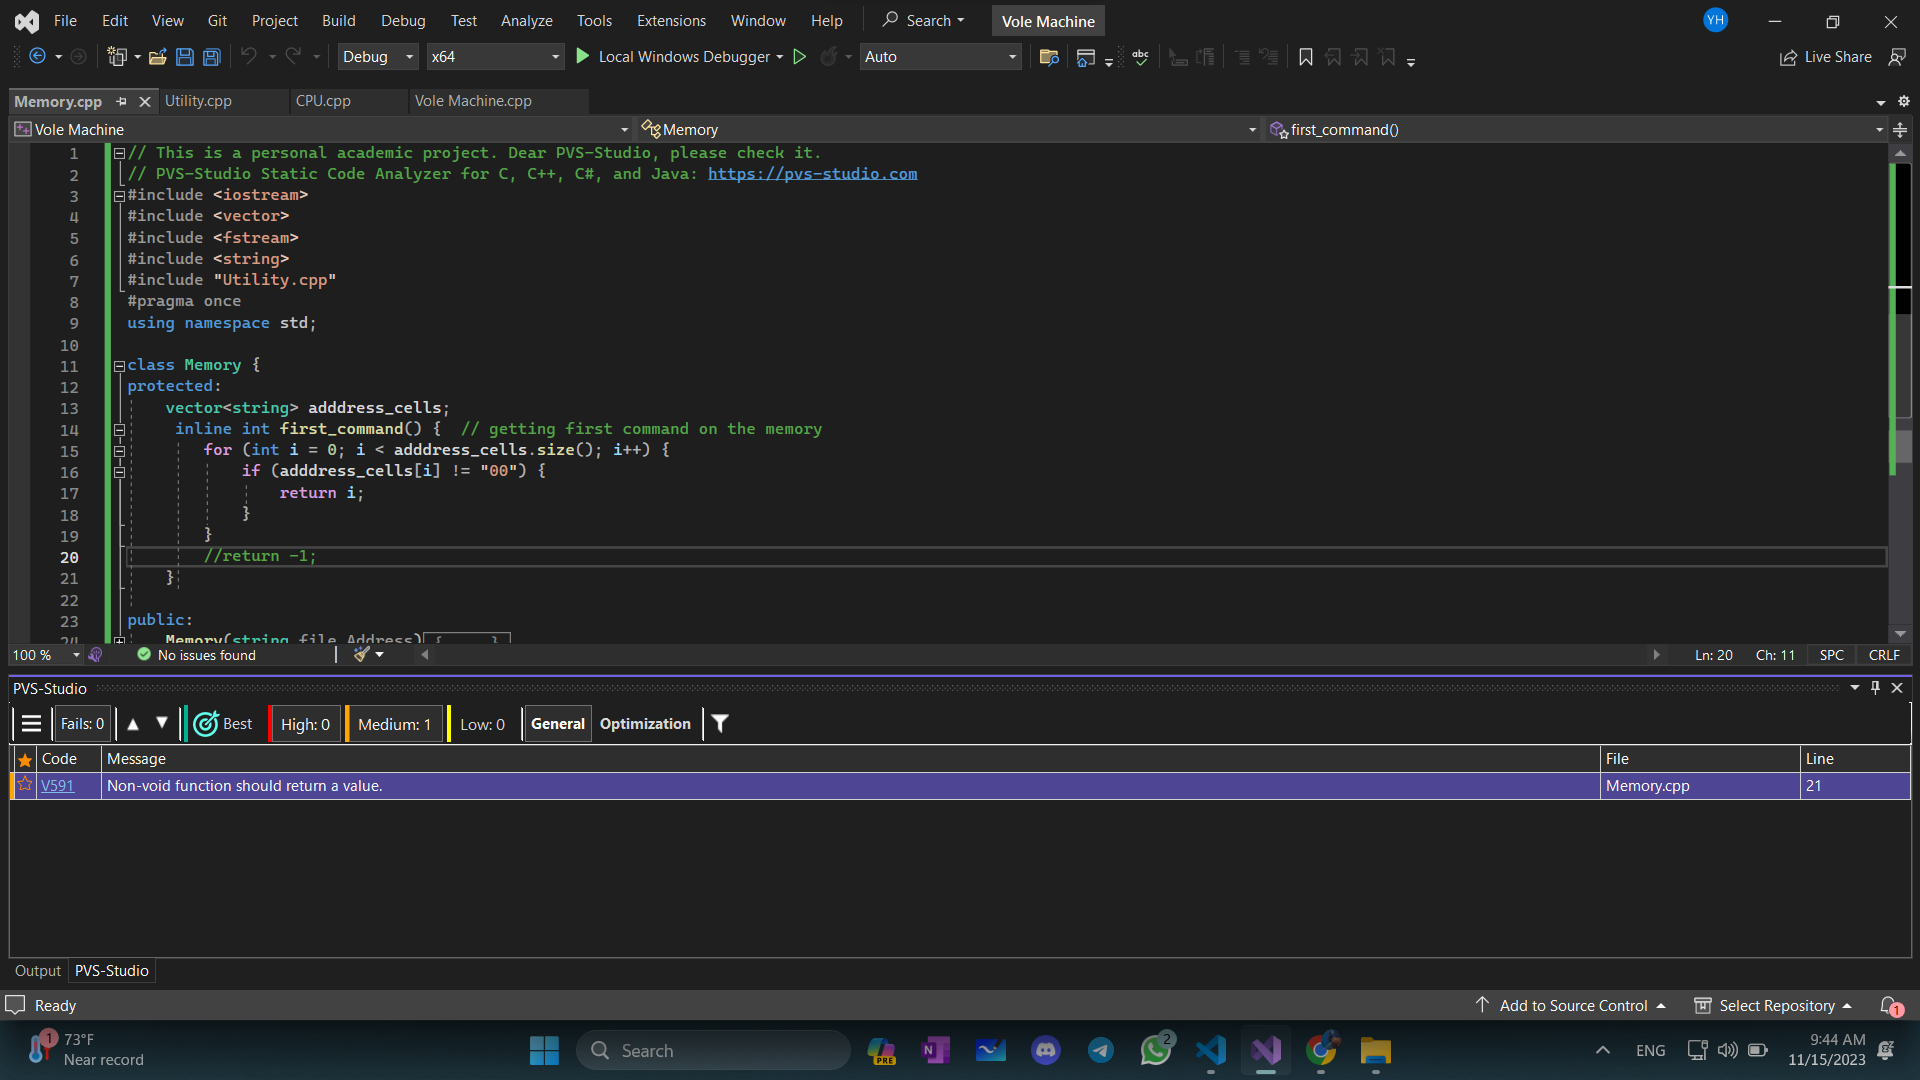 File Edit View Git Project Build Debug Test Analyze Tools Extensions Window Help Search Vole Machine YH
Debug x64 Local Windows Debugger Auto Live Share
Memory.cpp Utility.cpp CPU.cpp Vole Machine.cpp
Vole Machine Memory first_command()
1 // This is a personal academic project. Dear PVS-Studio, please check it.
2 // PVS-Studio Static Code Analyzer for C, C++, C#, and Java: https://pvs-studio.com
3 #include <iostream>
4 #include <vector>
5 #include <fstream>
6 #include <string>
7 #include "Utility.cpp"
8 #pragma once
9 using namespace std;
10
11 class Memory {
12 protected:
13 vector<string> adddress_cells;
14 inline int first_command() { // getting first command on the memory
15 for (int i = 0; i < adddress_cells.size(); i++) {
16 if (adddress_cells[i] != "00") {
17 return i;
18 }
19 }
20 //return -1;
21 }
22
23 public:
24 Memory(string file_Address) { }
100 % No issues found Ln: 20 Ch: 11 SPC CRLF
PVS-Studio
Fails: 0 Best High: 0 Medium: 1 Low: 0 General Optimization
Code Message File Line
V591 Non-void function should return a value. Memory.cpp 21
Output PVS-Studio
Ready Add to Source Control Select Repository 1
1 73°F
Near record
Search PRE 2 ENG 9:44 AM
11/15/2023